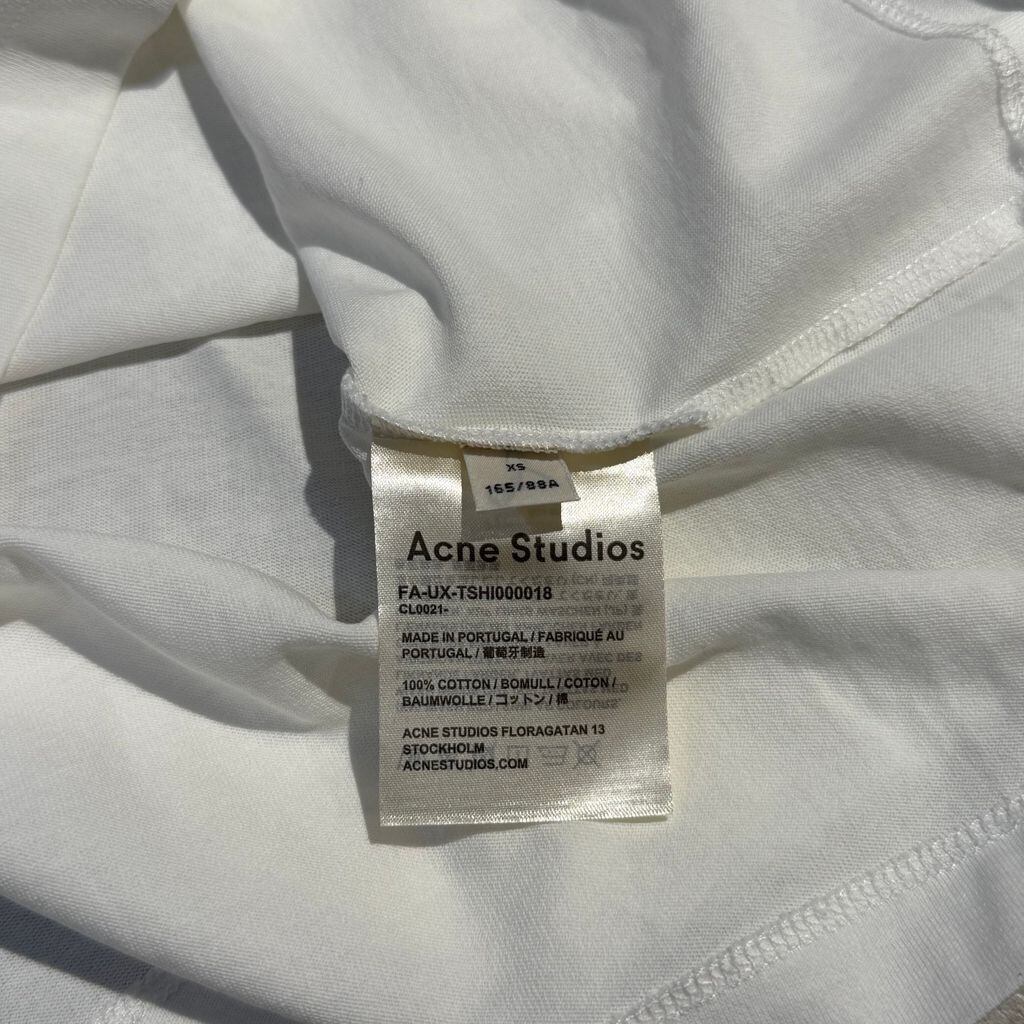 XS
165/88A
Acne Studios
FA-UX-TSHI000018
CL0021-
MADE IN PORTUGAL / FABRIQUÉ AU
PORTUGAL / 葡萄牙制造
100% COTTON / BOMULL / COTON /
BAUMWOLLE / コットン / 棉
ACNE STUDIOS FLORAGATAN 13
STOCKHOLM
ACNESTUDIOS.COM